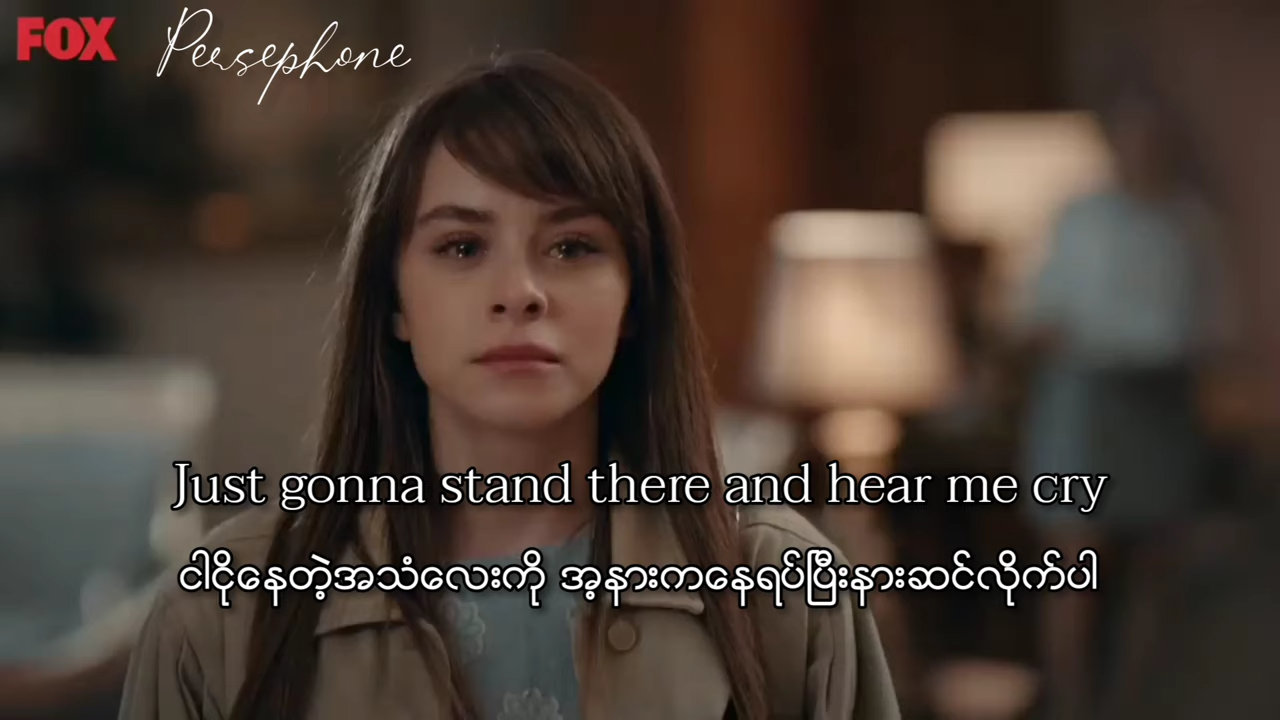 FOX
Persephone
Just gonna stand there and hear me cry
ငါငိုနေတဲ့အသံလေးကို အနားကနေရပ်ပြီးနားဆင်လိုက်ပါ